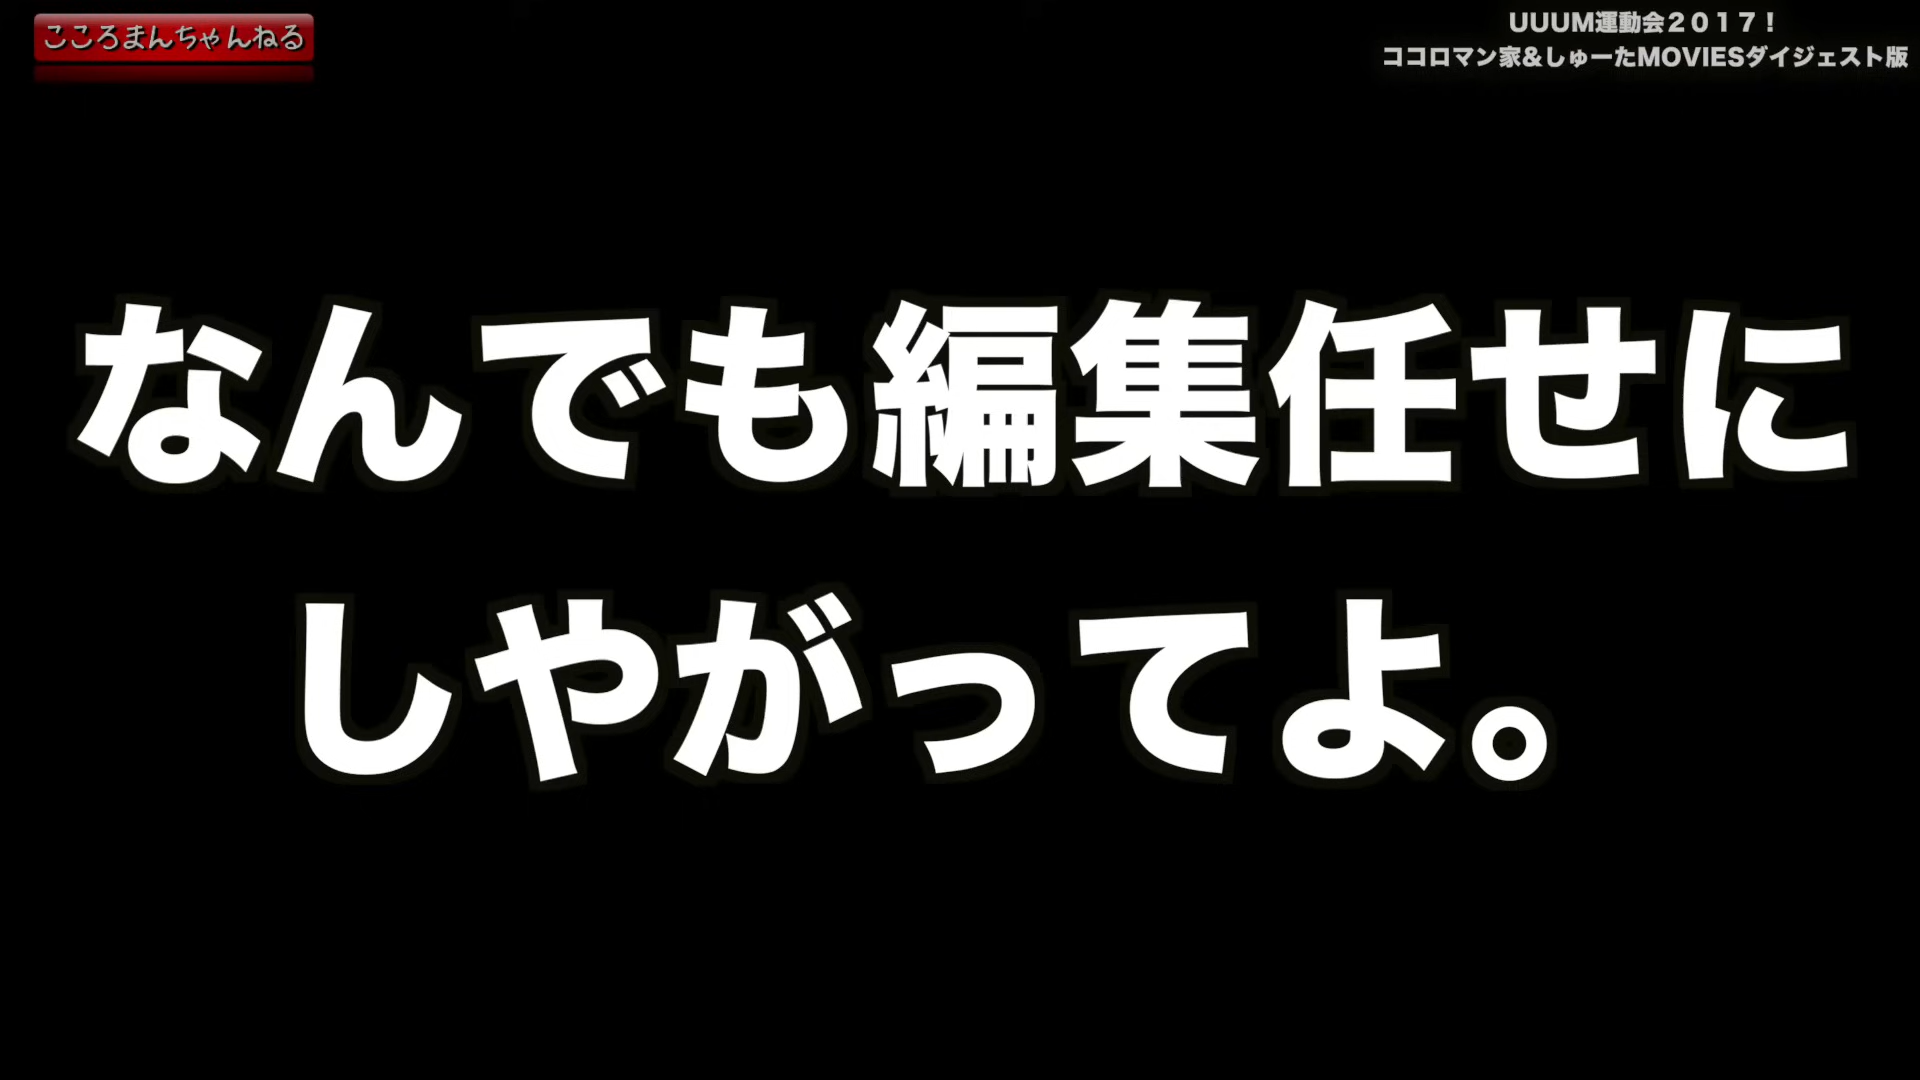 こころまんちゃんねる
UUUM運動会２０１７！
ココロマン家&しゅーたMOVIESダイジェスト版
なんでも編集任せに
しやがってよ。